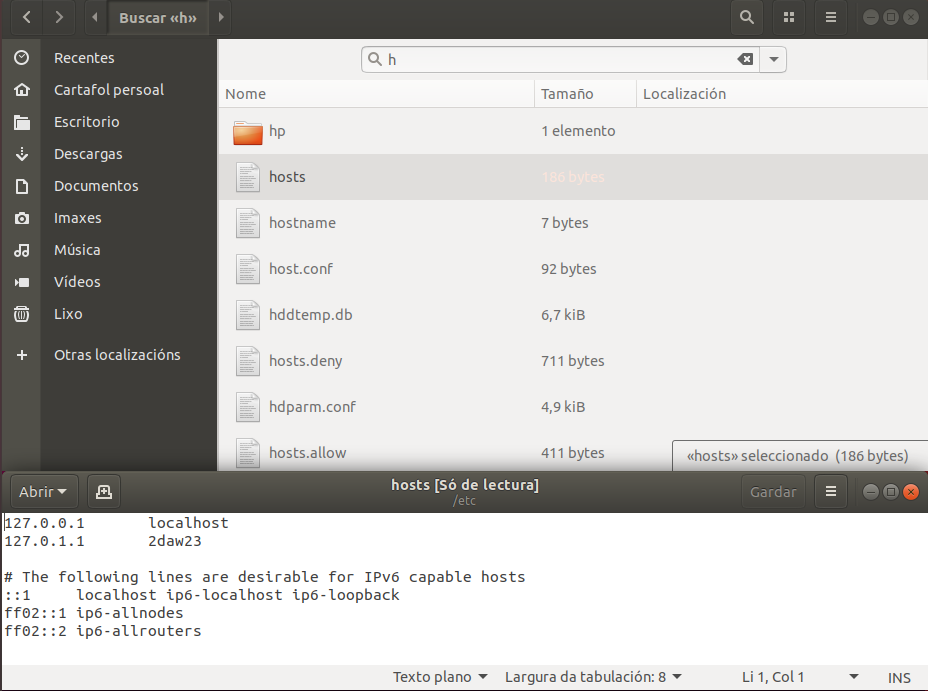 Buscar «h»
Recentes
Cartafol persoal
Escritorio
Descargas
Documentos
Imaxes
Música
Vídeos
Lixo
Otras localizacións
h
Nome Tamaño Localización
hp 1 elemento
hosts 186 bytes
hostname 7 bytes
host.conf 92 bytes
hddtemp.db 6,7 kiB
hosts.deny 711 bytes
hdparm.conf 4,9 kiB
hosts.allow 411 bytes
«hosts» seleccionado (186 bytes)
Abrir hosts [Só de lectura] Gardar
/etc
127.0.0.1 localhost
127.0.1.1 2daw23
# The following lines are desirable for IPv6 capable hosts
::1 localhost ip6-localhost ip6-loopback
ff02::1 ip6-allnodes
ff02::2 ip6-allrouters
Texto plano Largura da tabulación: 8 Li 1, Col 1 INS